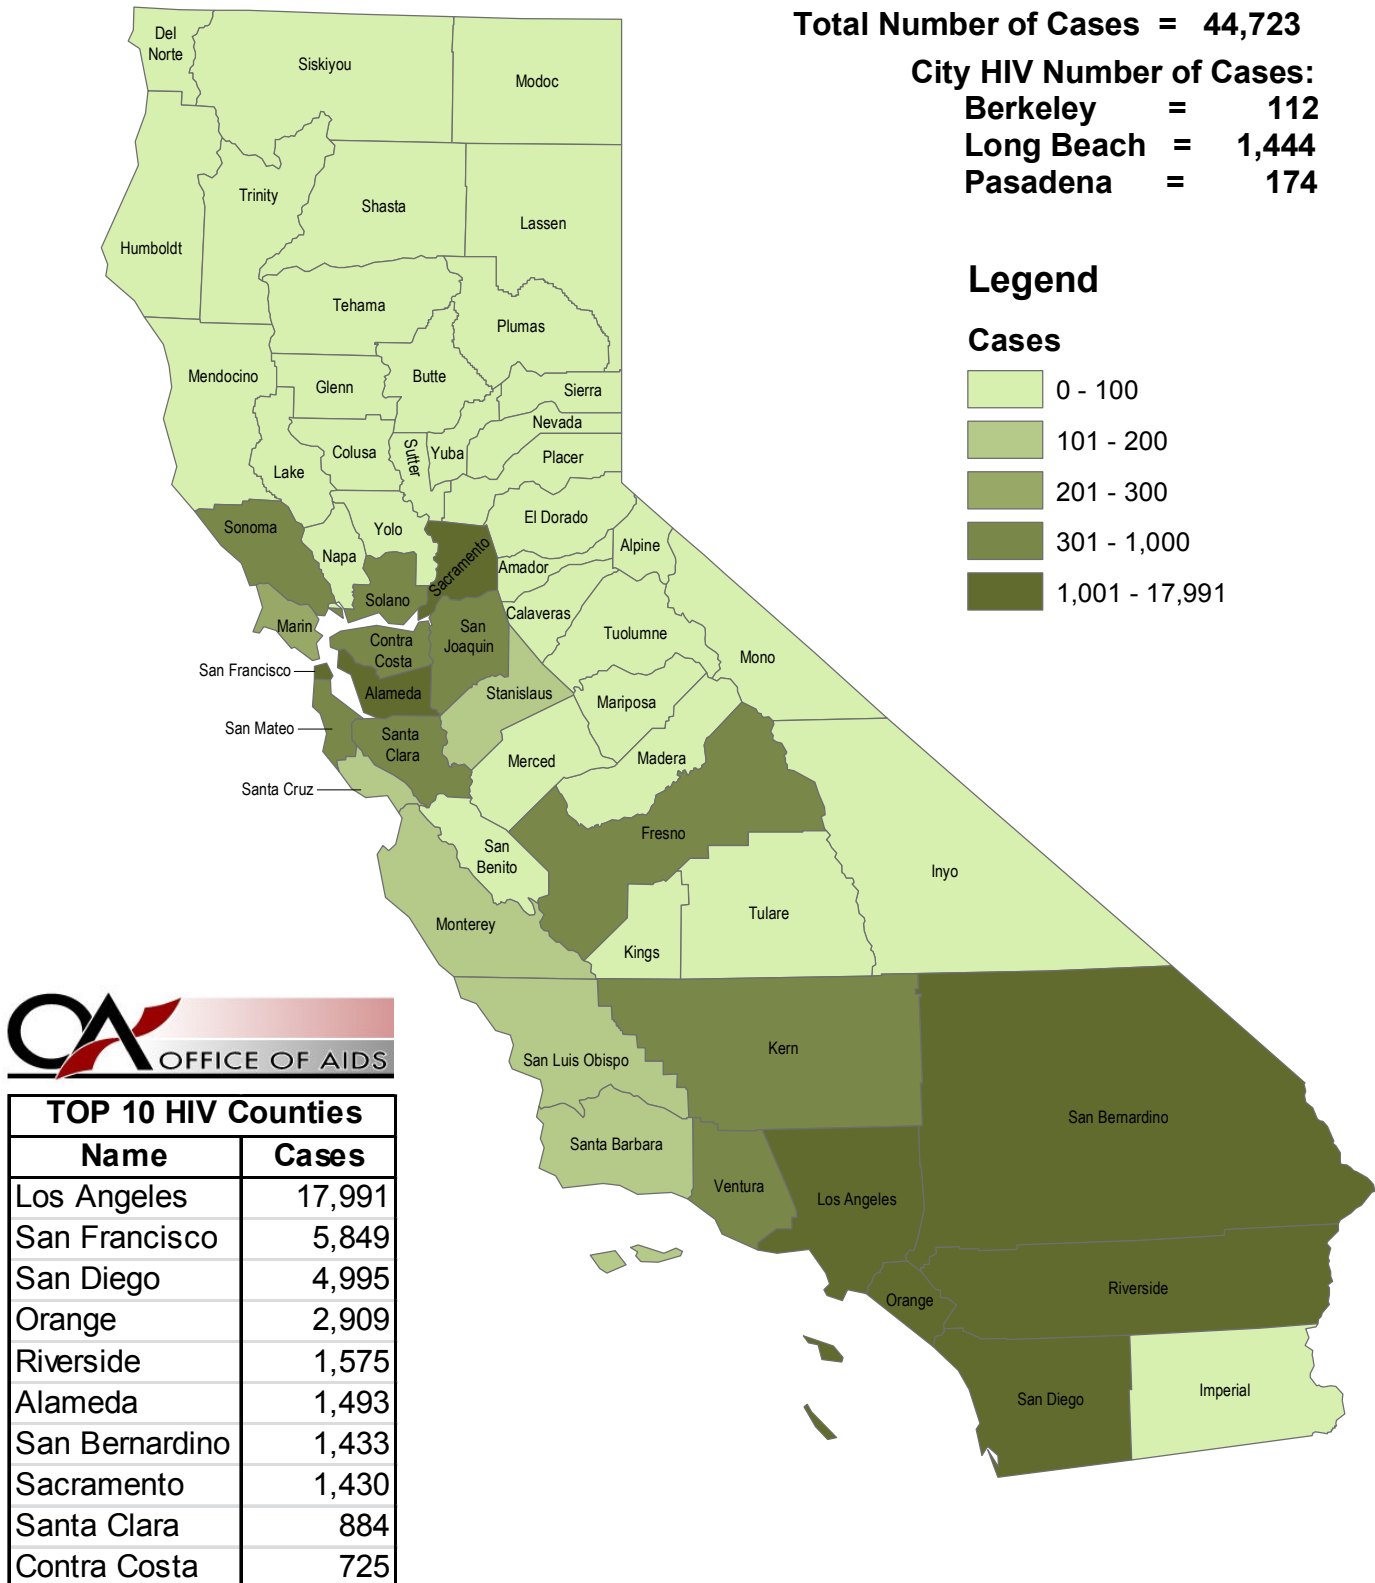 Total Number of Cases = 44,723
City HIV Number of Cases:
Berkeley = 112
Long Beach = 1,444
Pasadena = 174
Legend
Cases
0 - 100
101 - 200
201 - 300
301 - 1,000
1,001 - 17,991
Del
Norte
Siskiyou
Modoc
Trinity
Shasta
Lassen
Humboldt
Tehama
Plumas
Mendocino
Glenn
Butte
Sierra
Nevada
Colusa
Sutter
Yuba
Placer
Lake
Sonoma
Yolo
El Dorado
Napa
Sacramento
Alpine
Amador
Solano
Calaveras
Marin
Contra
Costa
San
Joaquin
Tuolumne
Mono
San Francisco
Alameda
Stanislaus
Mariposa
San Mateo
Santa
Clara
Merced
Madera
Santa Cruz
San
Benito
Fresno
Inyo
Monterey
Kings
Tulare
San Luis Obispo
Kern
San Bernardino
Santa Barbara
Ventura
Los Angeles
Orange
Riverside
San Diego
Imperial
OA
OFFICE OF AIDS
TOP 10 HIV Counties
Name Cases
Los Angeles 17,991
San Francisco 5,849
San Diego 4,995
Orange 2,909
Riverside 1,575
Alameda 1,493
San Bernardino 1,433
Sacramento 1,430
Santa Clara 884
Contra Costa 725